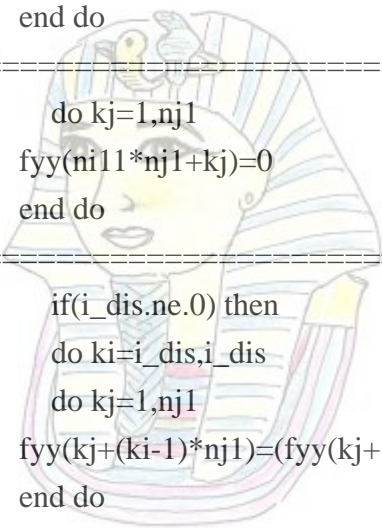 end do
==============================
do kj=1,nj1
fyy(ni11*nj1+kj)=0
end do
==============================
if(i_dis.ne.0) then
do ki=i_dis,i_dis
do kj=1,nj1
fyy(kj+(ki-1)*nj1)=(fyy(kj+
end do